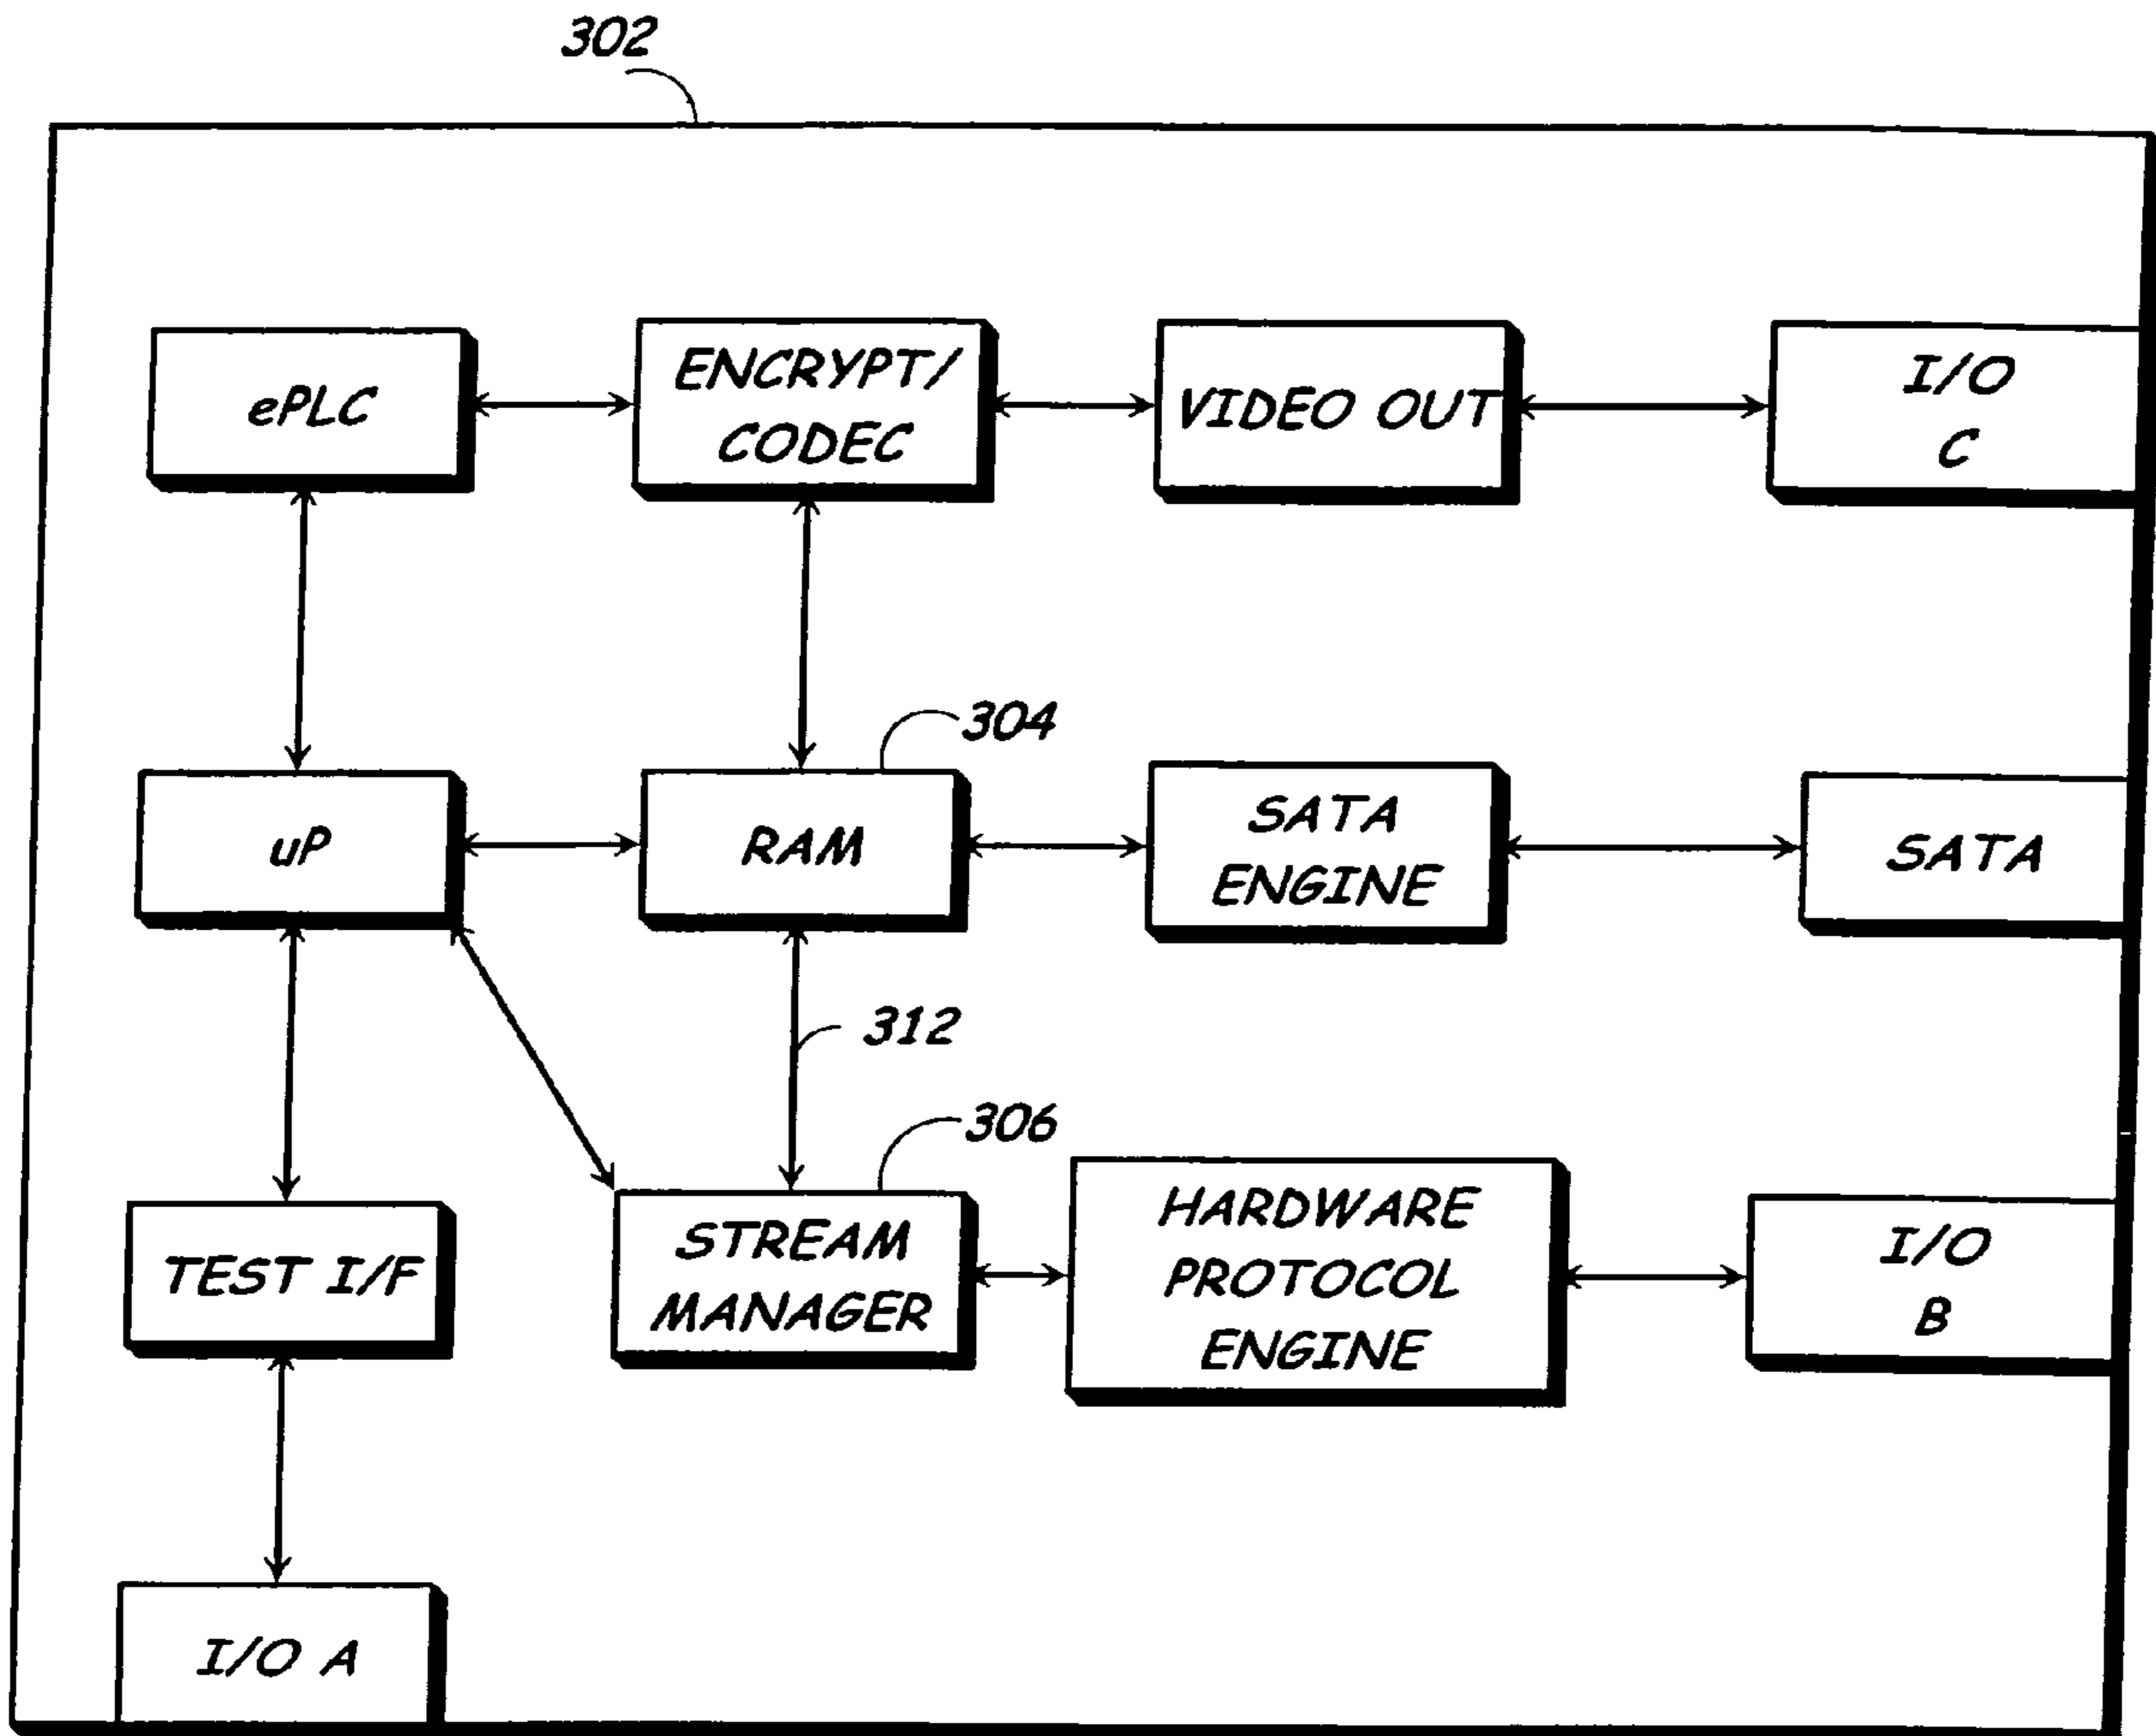 302
ePLC
ENCRYPT/
CODEC
VIDEO OUT
I/O
C
304
uP
RAM
SATA
ENGINE
SATA
312
306
TEST I/F
STREAM
MANAGER
HARDWARE
PROTOCOL
ENGINE
I/O
B
I/O A